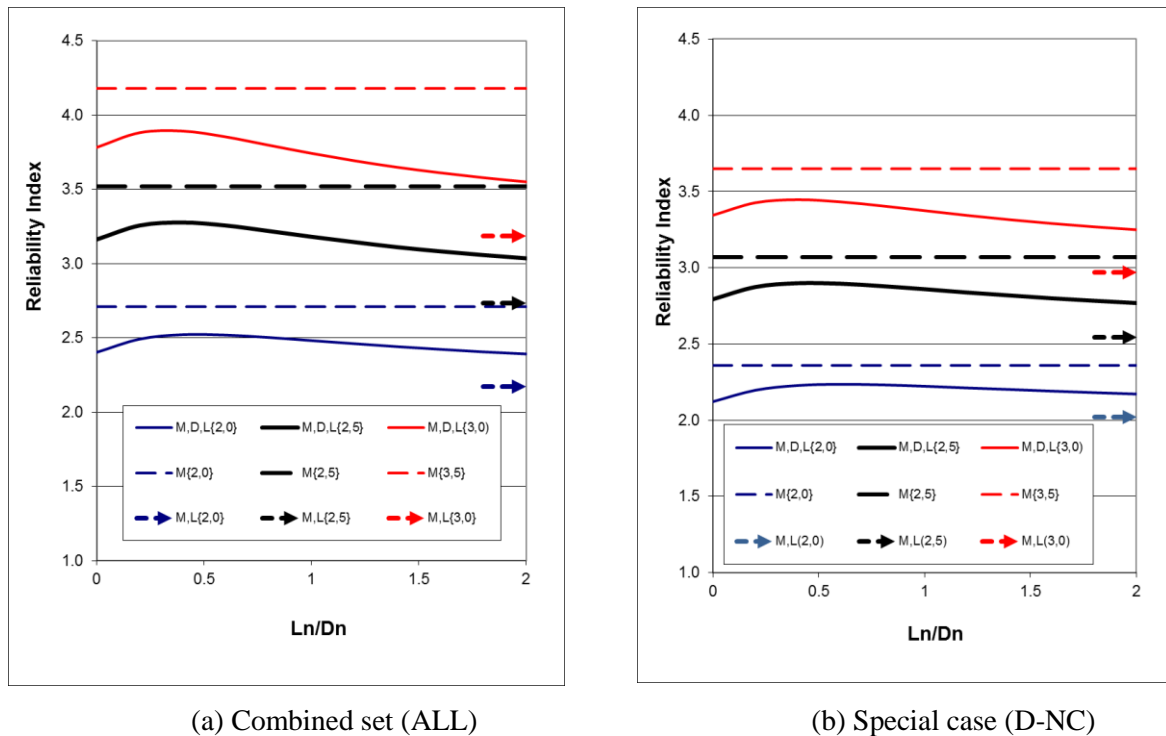 4.5
4.0
3.5
3.0
2.5
2.0
1.5
1.0
Reliability Index
0 0.5 1 1.5 2
Ln/Dn
M,D,L{2,0} M,D,L{2,5} M,D,L{3,0)
M{2,0} M{2,5} M{3,5}
M,L{2,0} M,L{2,5} M,L{3,0}
(a) Combined set (ALL)
4.5
4.0
3.5
3.0
2.5
2.0
1.5
1.0
Reliability Index
0 0.5 1 1.5 2
Ln/Dn
M,D,L{2,0} M,D,L{2,5} M,D,L{3,0)
M{2,0} M{2,5} M{3,5}
M,L(2,0) M,L(2,5) M,L(3,0)
(b) Special case (D-NC)